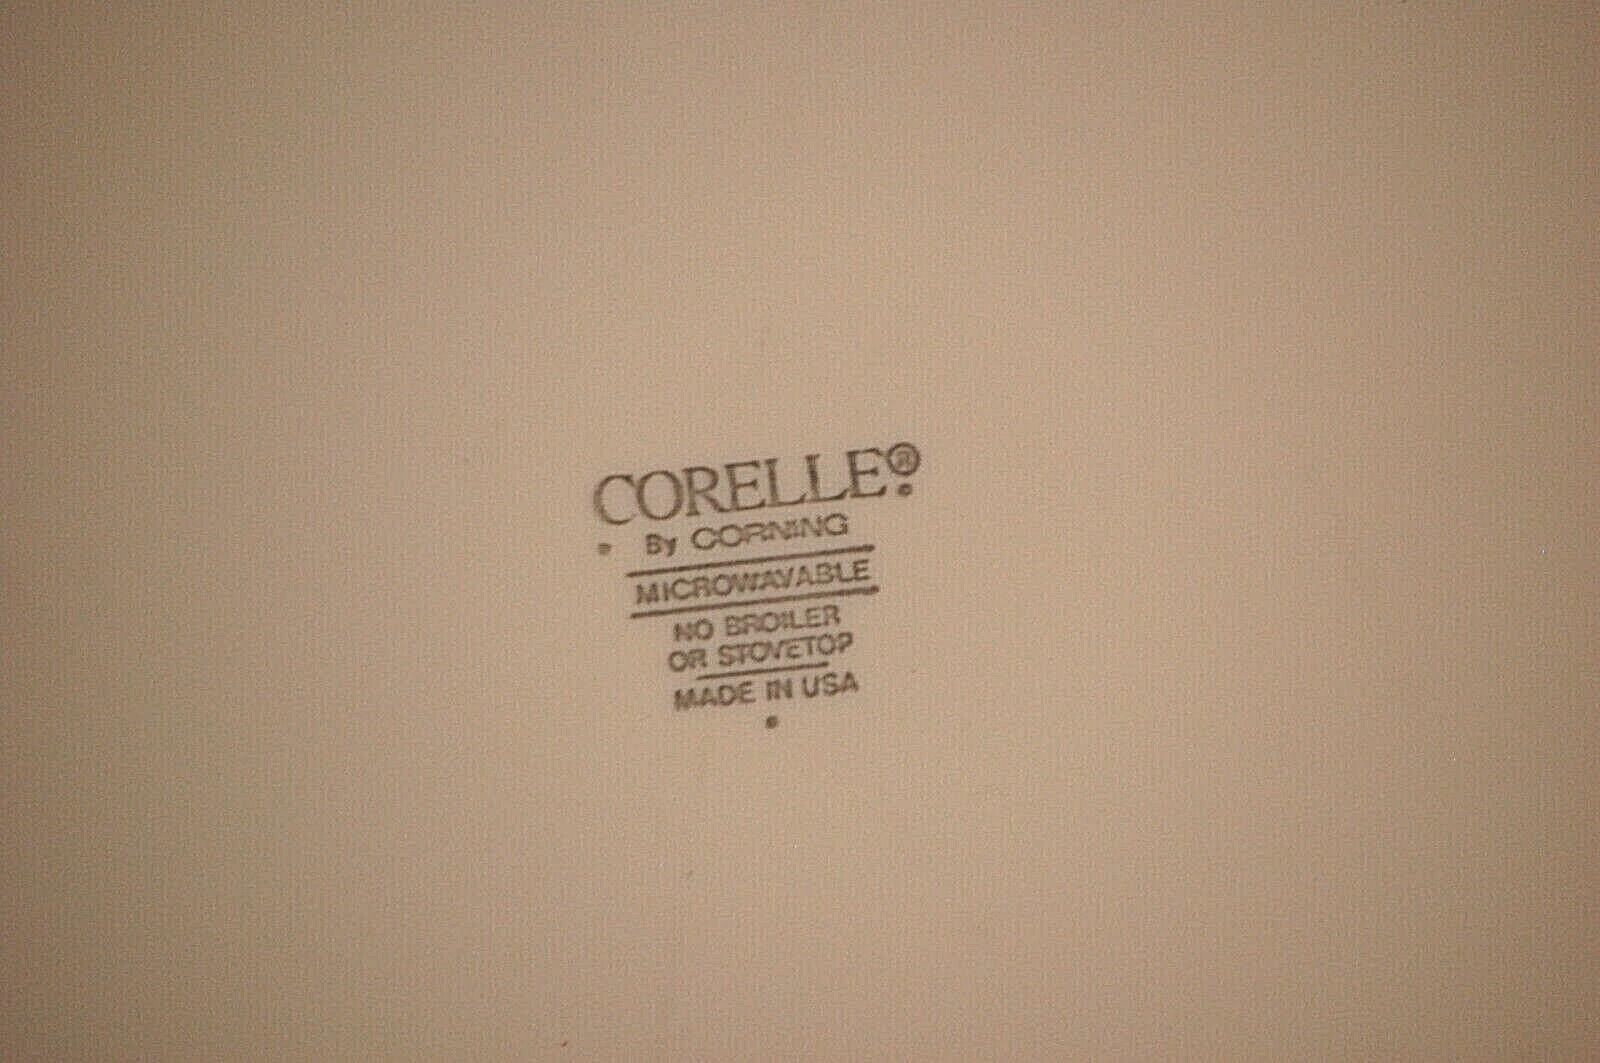 CORELLE®
By CORNING
MICROWAVABLE
NO BROILER
OR STOVETOP
MADE IN USA